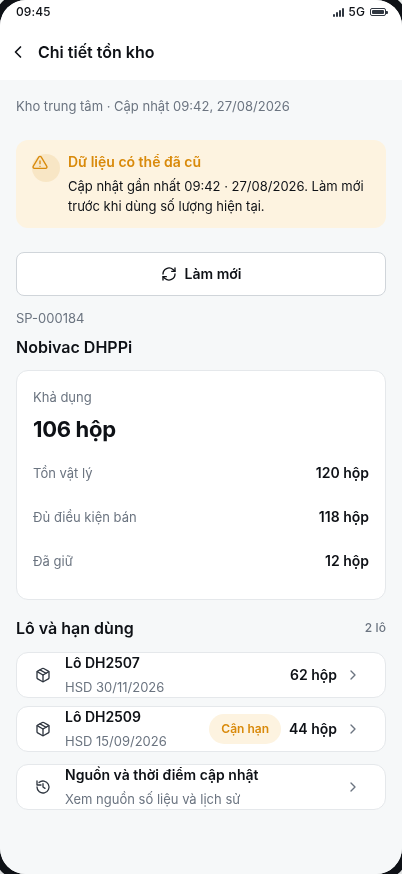 09:45
5G
Chi tiết tồn kho
Kho trung tâm · Cập nhật 09:42, 27/08/2026
Dữ liệu có thể đã cũ
Cập nhật gần nhất 09:42 · 27/08/2026. Làm mới
trước khi dùng số lượng hiện tại.
Làm mới
SP-000184
Nobivac DHPPi
Khả dụng
106 hộp
Tồn vật lý 120 hộp
Đủ điều kiện bán 118 hộp
Đã giữ 12 hộp
Lô và hạn dùng 2 lô
Lô DH2507
HSD 30/11/2026
62 hộp
Lô DH2509
HSD 15/09/2026
Cận hạn 44 hộp
Nguồn và thời điểm cập nhật
Xem nguồn số liệu và lịch sử